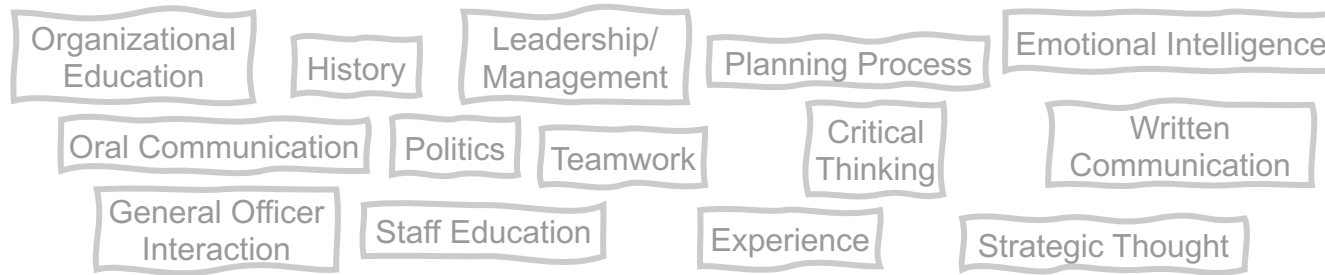 Organizational
Education
History
Leadership/
Management
Planning Process
Emotional Intelligence
Oral Communication
Politics
Teamwork
Critical
Thinking
Written
Communication
General Officer
Interaction
Staff Education
Experience
Strategic Thought